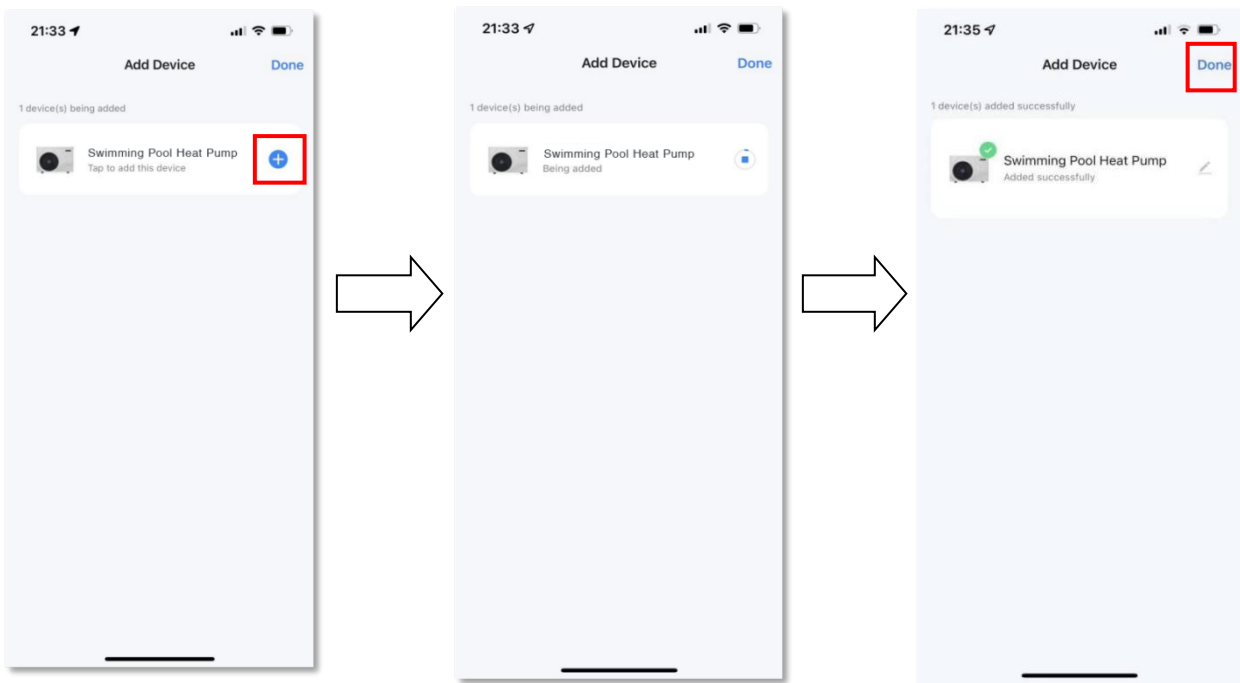 21:33
Add Device
Done
1 device(s) being added
Swimming Pool Heat Pump
Tap to add this device
21:33
Add Device
Done
1 device(s) being added
Swimming Pool Heat Pump
Being added
21:35
Add Device
Done
1 device(s) added successfully
Swimming Pool Heat Pump
Added successfully